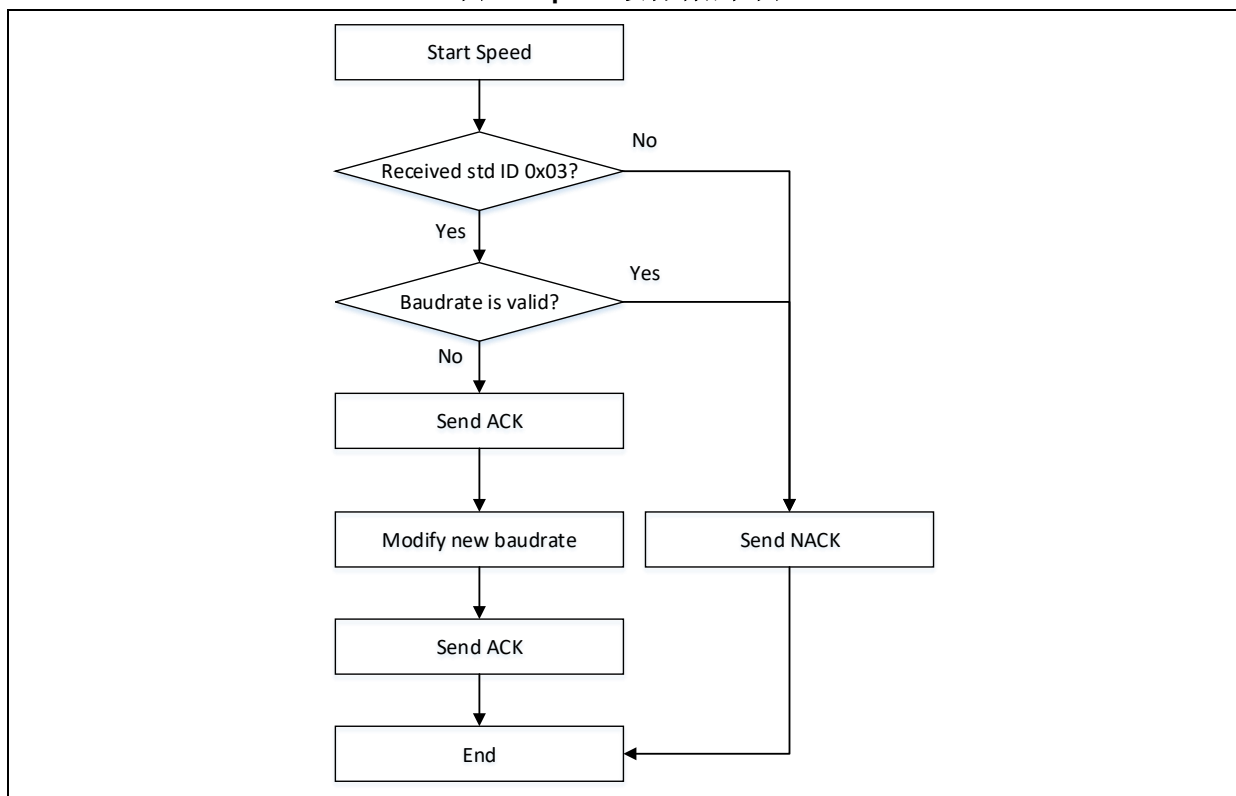 Start Speed
No
Received std ID 0x03?
Yes
Yes
Baudrate is valid?
No
Send ACK
Modify new baudrate
Send NACK
Send ACK
End